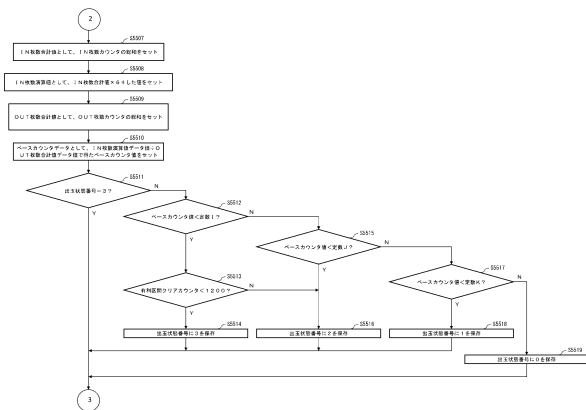 2
S5507
IN枚数合計値として、IN枚数カウンタの総和をセット
S5508
IN枚数演算値として、IN枚数合計値×64した値をセット
S5509
OUT枚数合計値として、OUT枚数カウンタの総和をセット
S5510
ベースカウンタデータとして、IN枚数演算値データ値÷O
UT枚数合計値データ値で得たベースカウンタ値をセット
S5511
出玉状態番号=3?
N
Y
S5512
ベースカウンタ値<定数I?
N
Y
S5515
ベースカウンタ値<定数J?
N
Y
S5513
有利区間クリアカウンタ<1200?
N
Y
S5517
ベースカウンタ値<定数K?
N
Y
S5514
出玉状態番号に3を保存
S5516
出玉状態番号に2を保存
S5518
出玉状態番号に1を保存
S5519
出玉状態番号に0を保存
3